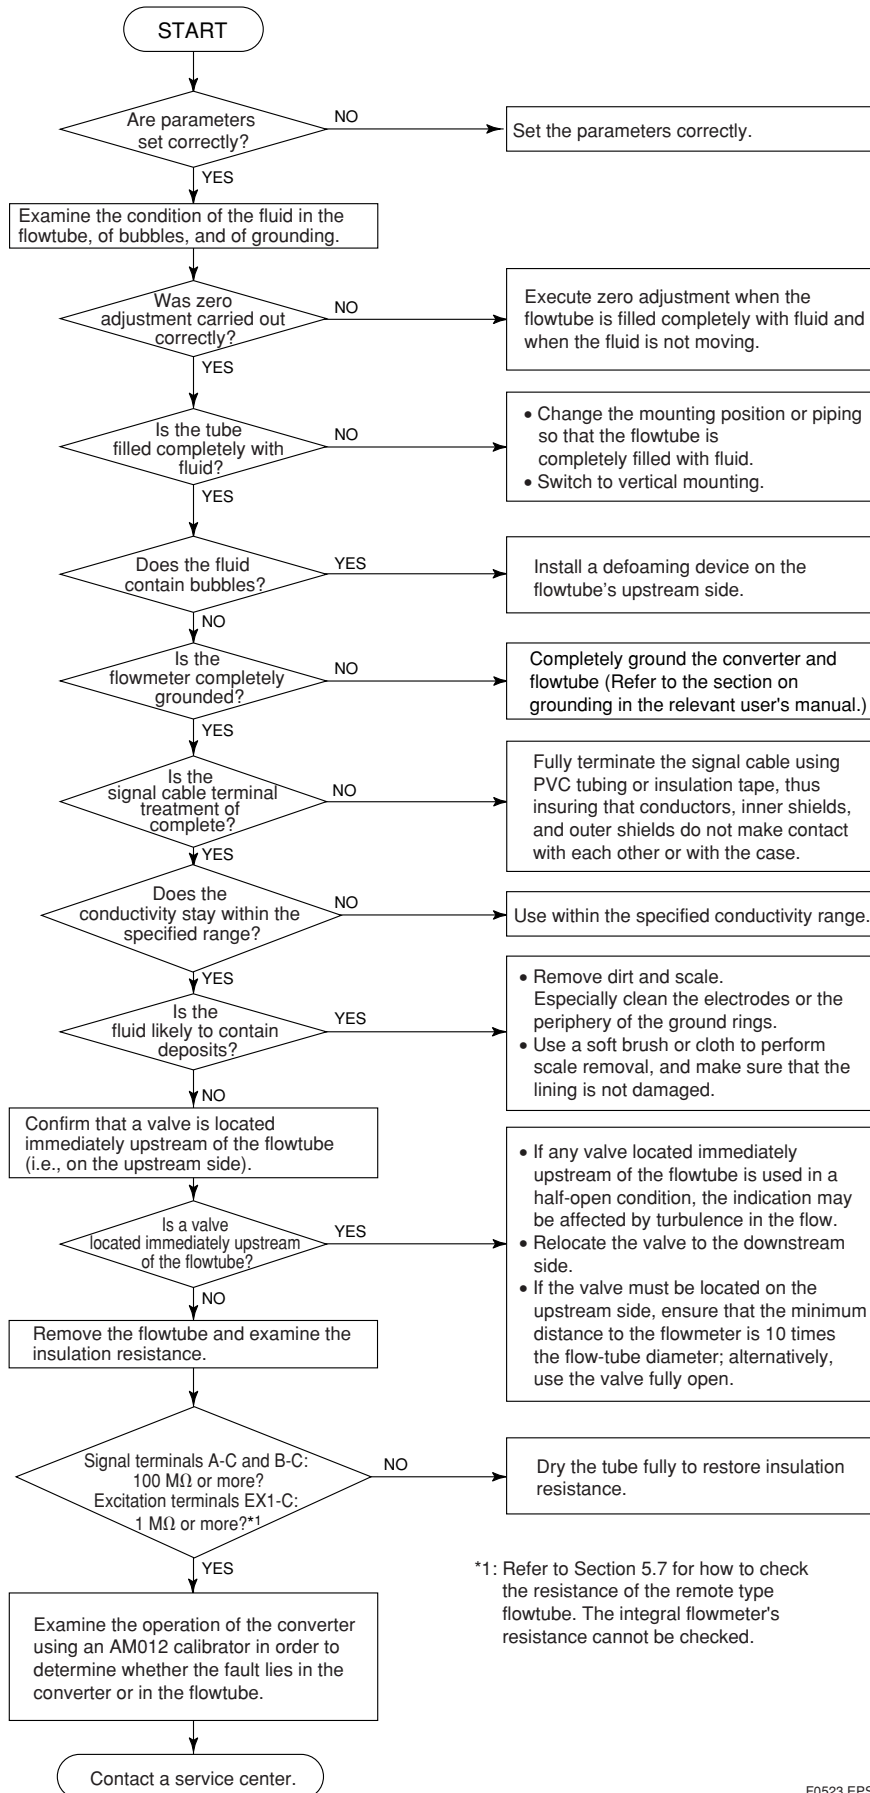 START
Are parameters
set correctly?
NO
Set the parameters correctly.
YES
Examine the condition of the fluid in the
flowtube, of bubbles, and of grounding.
Was zero
adjustment carried out
correctly?
NO
Execute zero adjustment when the
flowtube is filled completely with fluid and
when the fluid is not moving.
YES
Is the tube
filled completely with
fluid?
NO
• Change the mounting position or piping
so that the flowtube is
completely filled with fluid.
• Switch to vertical mounting.
YES
Does the fluid
contain bubbles?
YES
Install a defoaming device on the
flowtube's upstream side.
NO
Is the
flowmeter completely
grounded?
NO
Completely ground the converter and
flowtube (Refer to the section on
grounding in the relevant user's manual.)
YES
Is the
signal cable terminal
treatment of
complete?
NO
Fully terminate the signal cable using
PVC tubing or insulation tape, thus
insuring that conductors, inner shields,
and outer shields do not make contact
with each other or with the case.
YES
Does the
conductivity stay within the
specified range?
NO
Use within the specified conductivity range.
YES
Is the
fluid likely to contain
deposits?
YES
• Remove dirt and scale.
Especially clean the electrodes or the
periphery of the ground rings.
• Use a soft brush or cloth to perform
scale removal, and make sure that the
lining is not damaged.
NO
Confirm that a valve is located
immediately upstream of the flowtube
(i.e., on the upstream side).
Is a valve
located immediately upstream
of the flowtube?
YES
• If any valve located immediately
upstream of the flowtube is used in a
half-open condition, the indication may
be affected by turbulence in the flow.
• Relocate the valve to the downstream
side.
• If the valve must be located on the
upstream side, ensure that the minimum
distance to the flowmeter is 10 times
the flow-tube diameter; alternatively,
use the valve fully open.
NO
Remove the flowtube and examine the
insulation resistance.
Signal terminals A-C and B-C:
100 MΩ or more?
Excitation terminals EX1-C:
1 MΩ or more?*1
NO
Dry the tube fully to restore insulation
resistance.
YES
*1: Refer to Section 5.7 for how to check
the resistance of the remote type
flowtube. The integral flowmeter's
resistance cannot be checked.
Examine the operation of the converter
using an AM012 calibrator in order to
determine whether the fault lies in the
converter or in the flowtube.
Contact a service center.
F0523.EPS